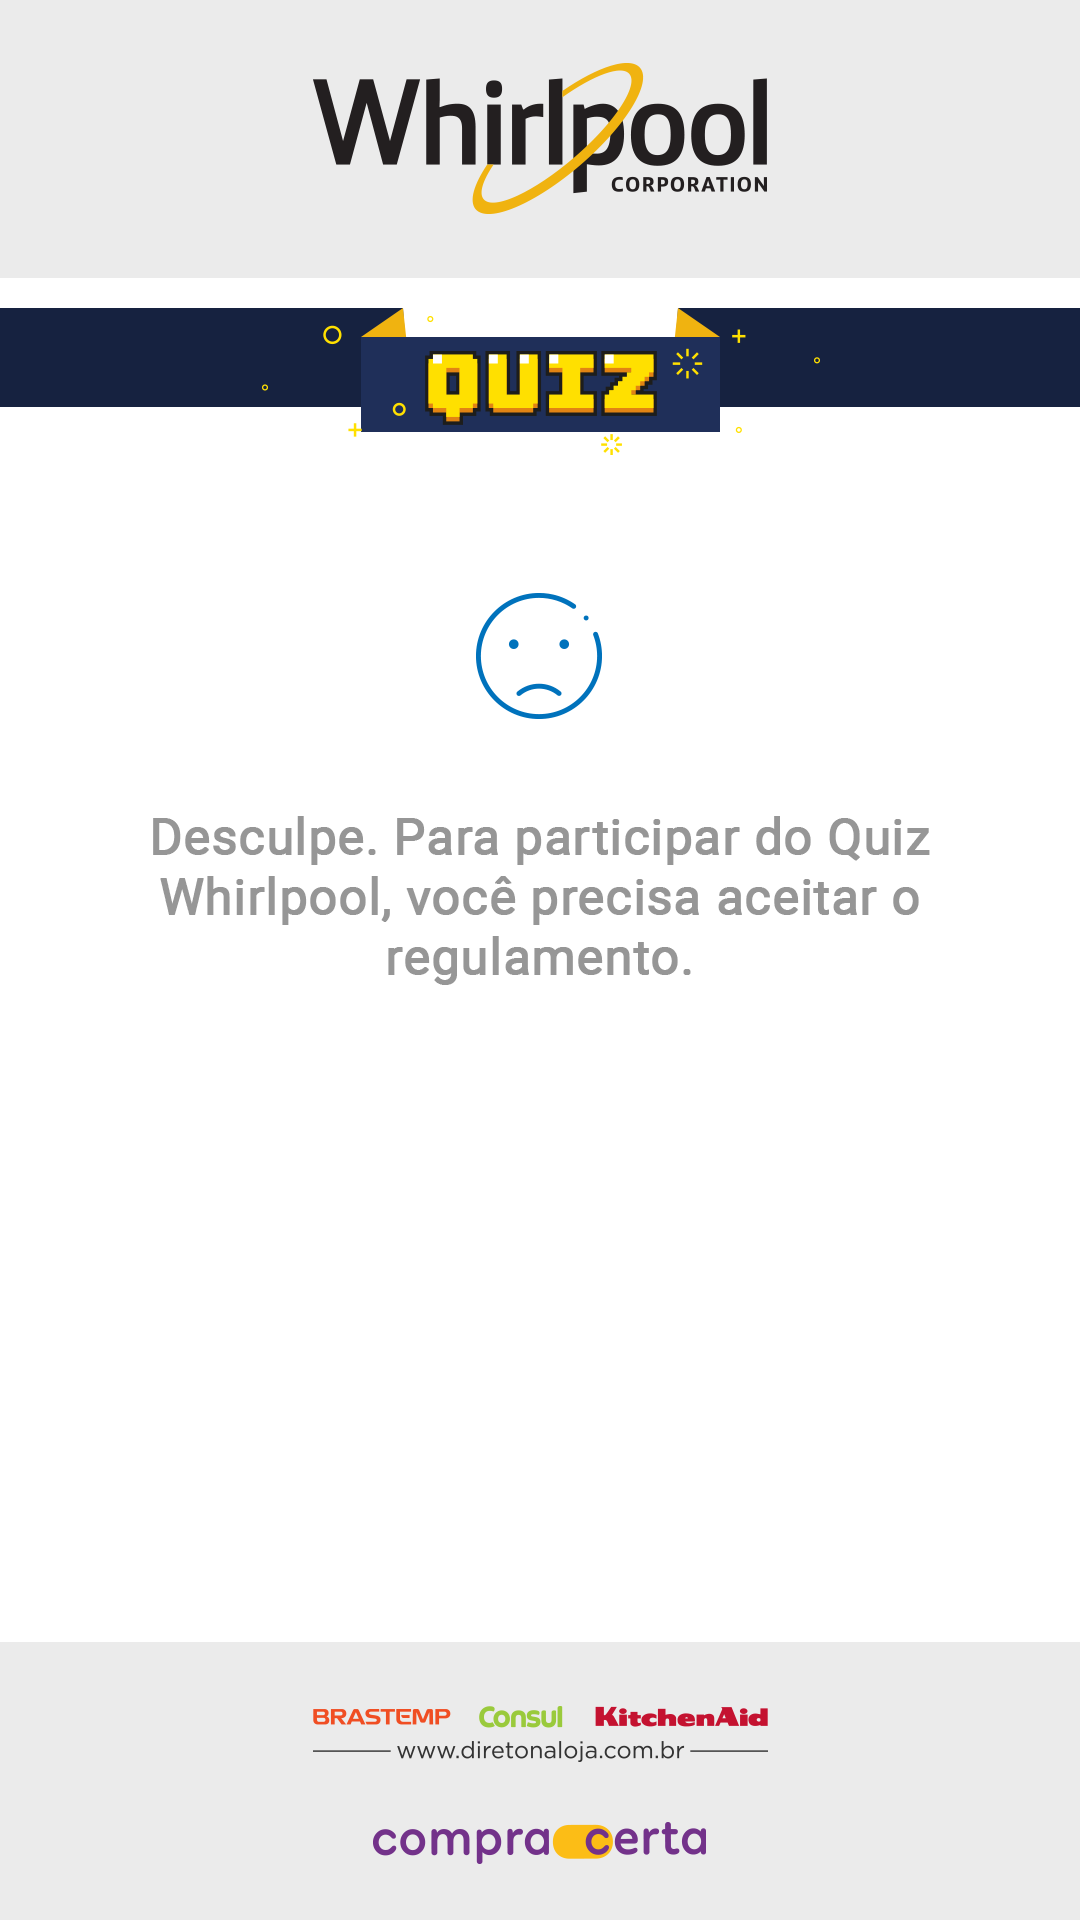 Whirlpool
CORPORATION
QUIZ
Desculpe. Para participar do Quiz
Whirlpool, você precisa aceitar o
regulamento.
BRASTEMP Consul KitchenAid
www.diretonaloja.com.br
compra certa